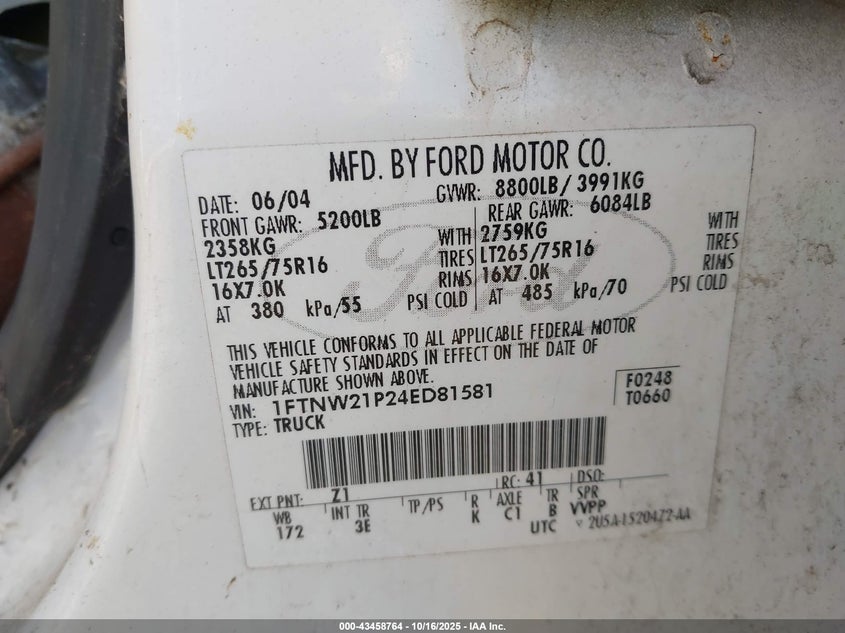 MFD. BY FORD MOTOR CO.
DATE: 06/04 GVWR: 8800LB/ 3991KG
FRONT GAWR: 5200LB REAR GAWR: 6084LB
2358KG WITH 2759KG WITH
LT265/75R16 TIRES LT265/75R16 TIRES
16X7.0K RIMS 16X7.0K RIMS
AT 380 kPa/55 PSI COLD AT 485 kPa/70 PSI COLD
Ford
THIS VEHICLE CONFORMS TO ALL APPLICABLE FEDERAL MOTOR
VEHICLE SAFETY STANDARDS IN EFFECT ON THE DATE OF
MANUFACTURE SHOWN ABOVE.
VIN: 1FTNW21P24ED81581 F0248
TYPE: TRUCK T0660
EXT PNT: Z1 RC: 41 DSO:
WB INT TR TP/PS R AXLE TR SPR
172 3E K C1 B VVPP
UTC 2U5A-1520472-AA
000-43458764 - 10/16/2025 - IAA Inc.